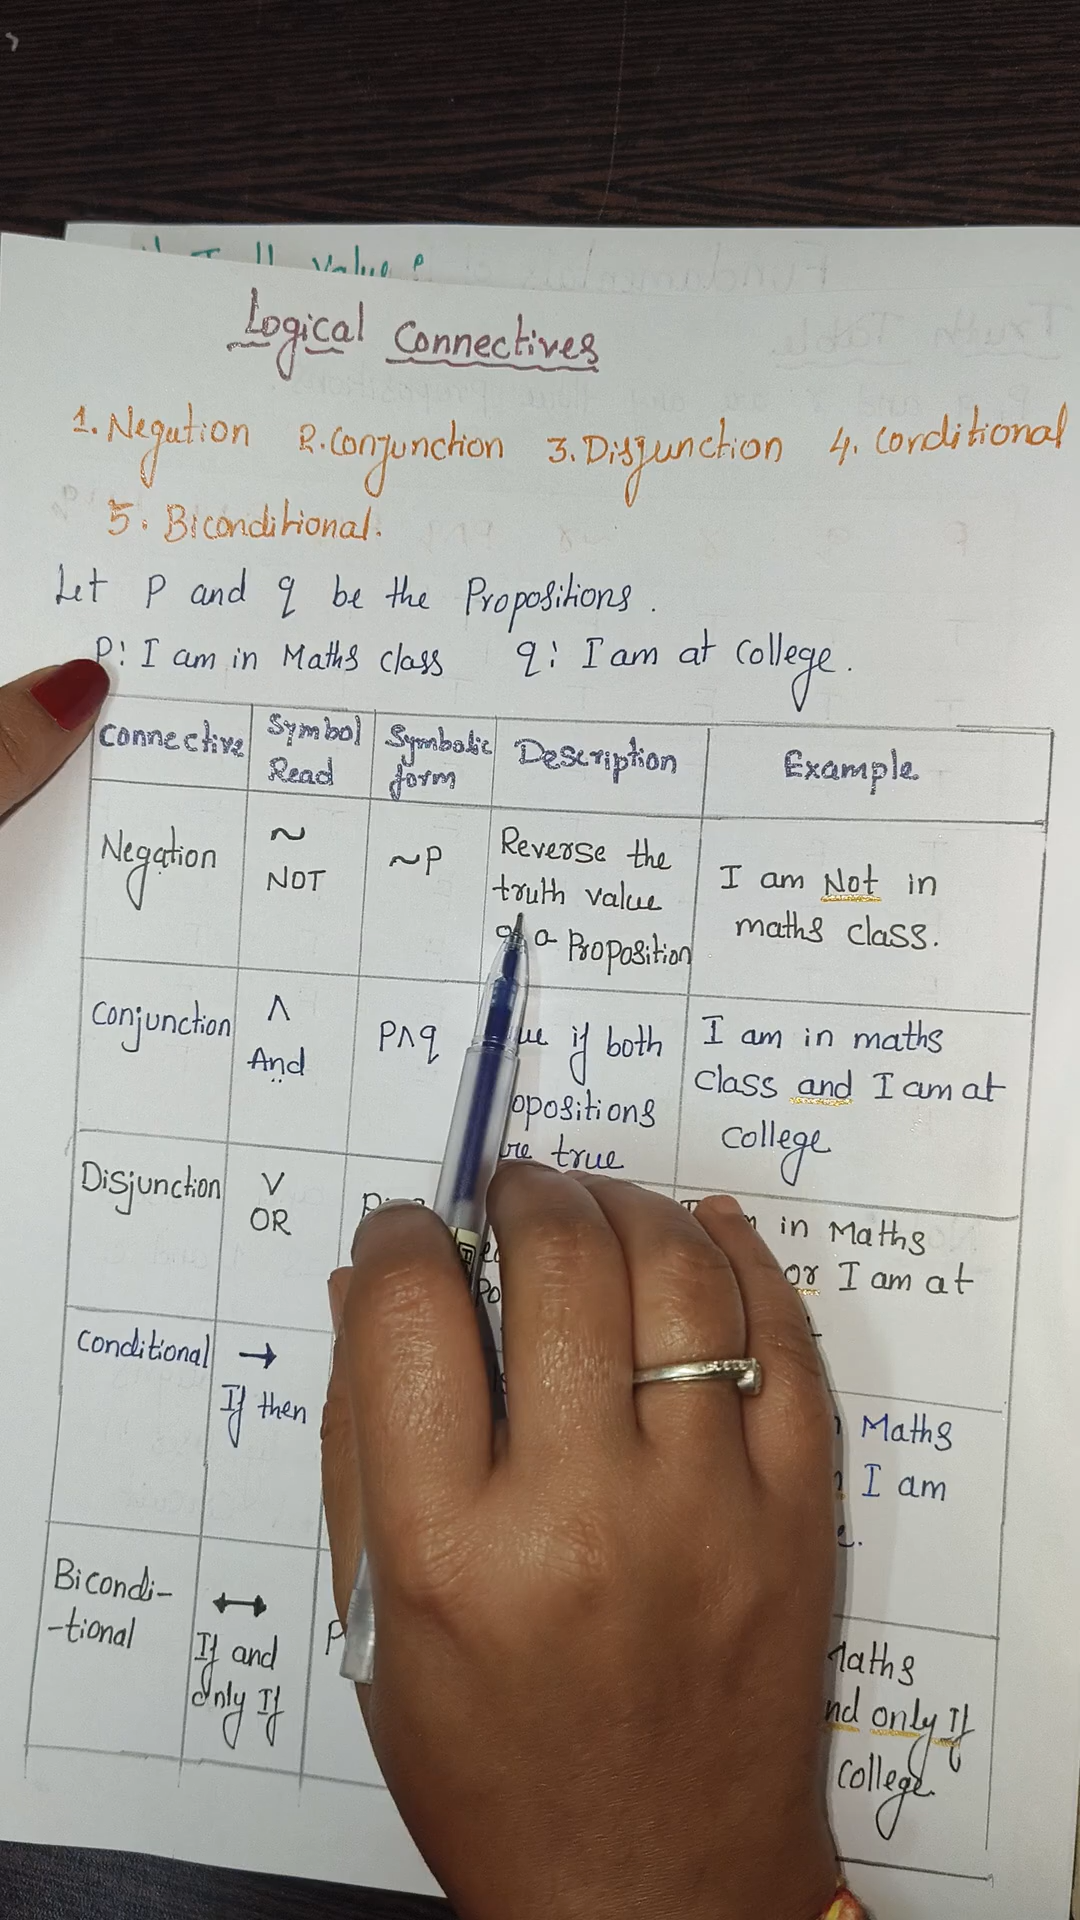 Value
Logical Connectives
1. Negation 2. Conjunction 3. Disjunction 4. Conditional
5. Biconditional.
Let P and q be the Propositions.
P: I am in Maths class q: I am at College.
Connective
Symbol
Read
Symbolic
form
Description
Example
Negation
~
NOT
~P
Reverse the
truth value
a Proposition
I am Not in
maths class.
Conjunction
∧
And
P∧q
if both
are true
I am in maths
class and I am at
College
Disjunction
∨
OR
in Maths
or I am at
Conditional
→
If then
Maths
I am
Bicondi-
-tional
↔
If and
only If
P
Maths
and only If
College